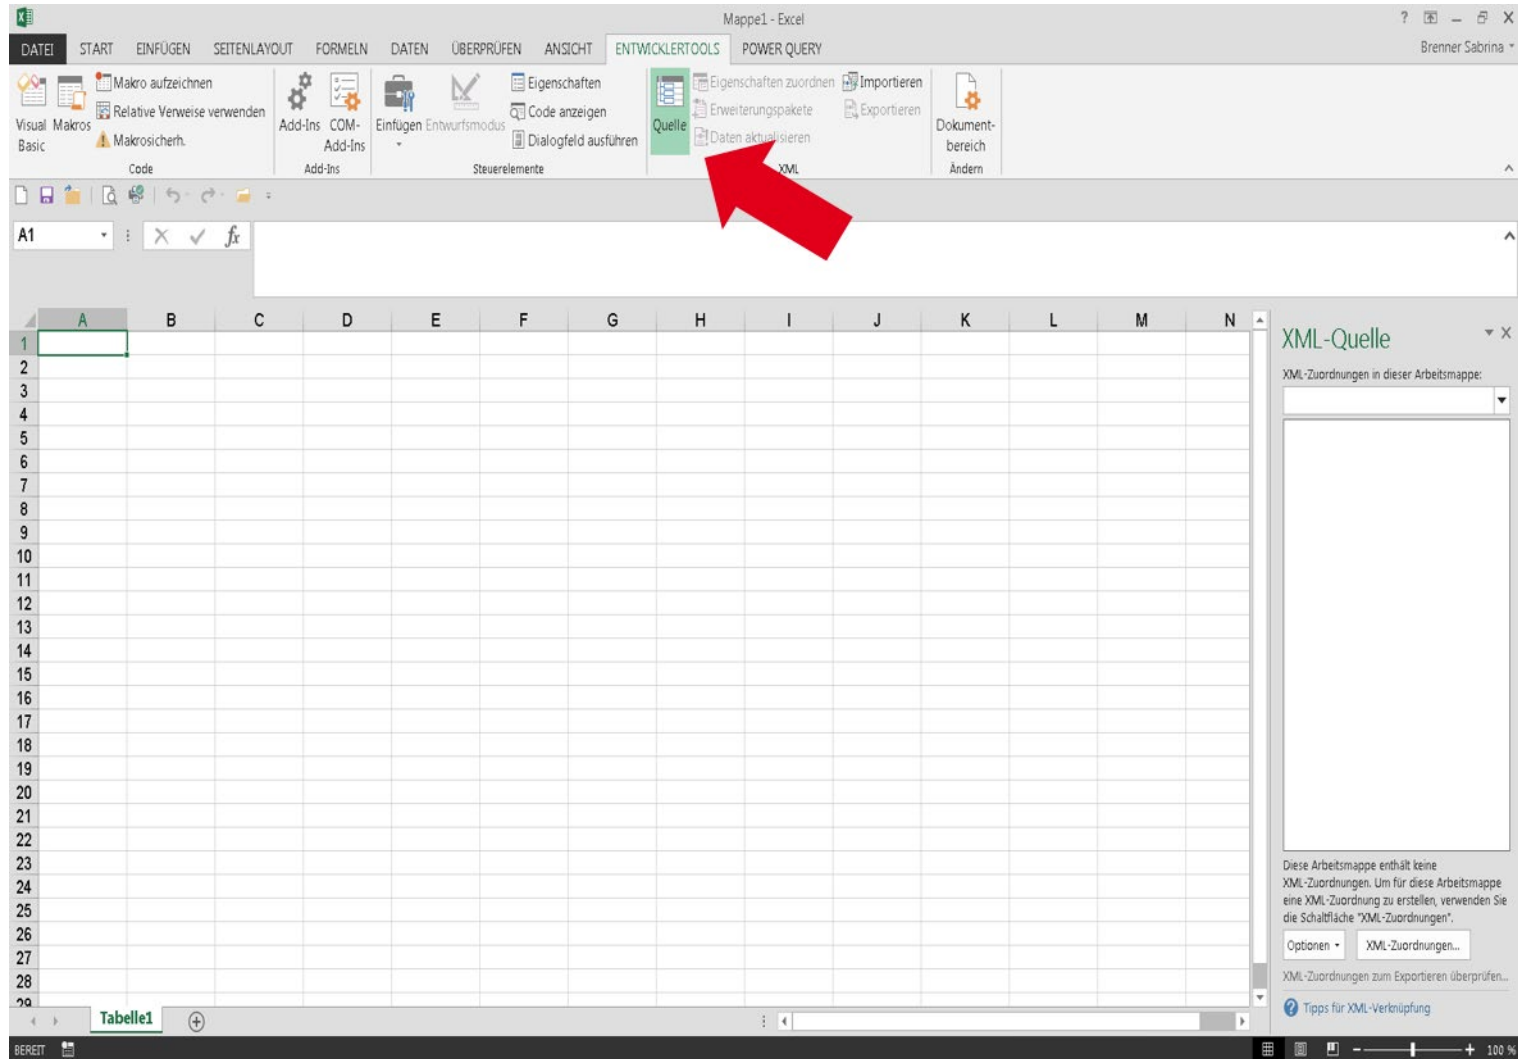 Mappe1 - Excel
?
DATEI START EINFÜGEN SEITENLAYOUT FORMELN DATEN ÜBERPRÜFEN ANSICHT ENTWICKLERTOOLS POWER QUERY
Brenner Sabrina
Visual Basic
Makros
Makro aufzeichnen
Relative Verweise verwenden
Makrosicherh.
Code
Add-Ins
COM-
Add-Ins
Add-Ins
Einfügen
Entwurfsmodus
Eigenschaften
Code anzeigen
Dialogfeld ausführen
Steuerelemente
Quelle
Eigenschaften zuordnen
Erweiterungspakete
Daten aktualisieren
Importieren
Exportieren
XML
Dokument-
bereich
Ändern
A1
fx
A B C D E F G H I J K L M N
1
2
3
4
5
6
7
8
9
10
11
12
13
14
15
16
17
18
19
20
21
22
23
24
25
26
27
28
29
XML-Quelle
XML-Zuordnungen in dieser Arbeitsmappe:
Diese Arbeitsmappe enthält keine
XML-Zuordnungen. Um für diese Arbeitsmappe
eine XML-Zuordnung zu erstellen, verwenden Sie
die Schaltfläche "XML-Zuordnungen".
Optionen
XML-Zuordnungen...
XML-Zuordnungen zum Exportieren überprüfen...
Tipps für XML-Verknüpfung
Tabelle1
BEREIT
100 %